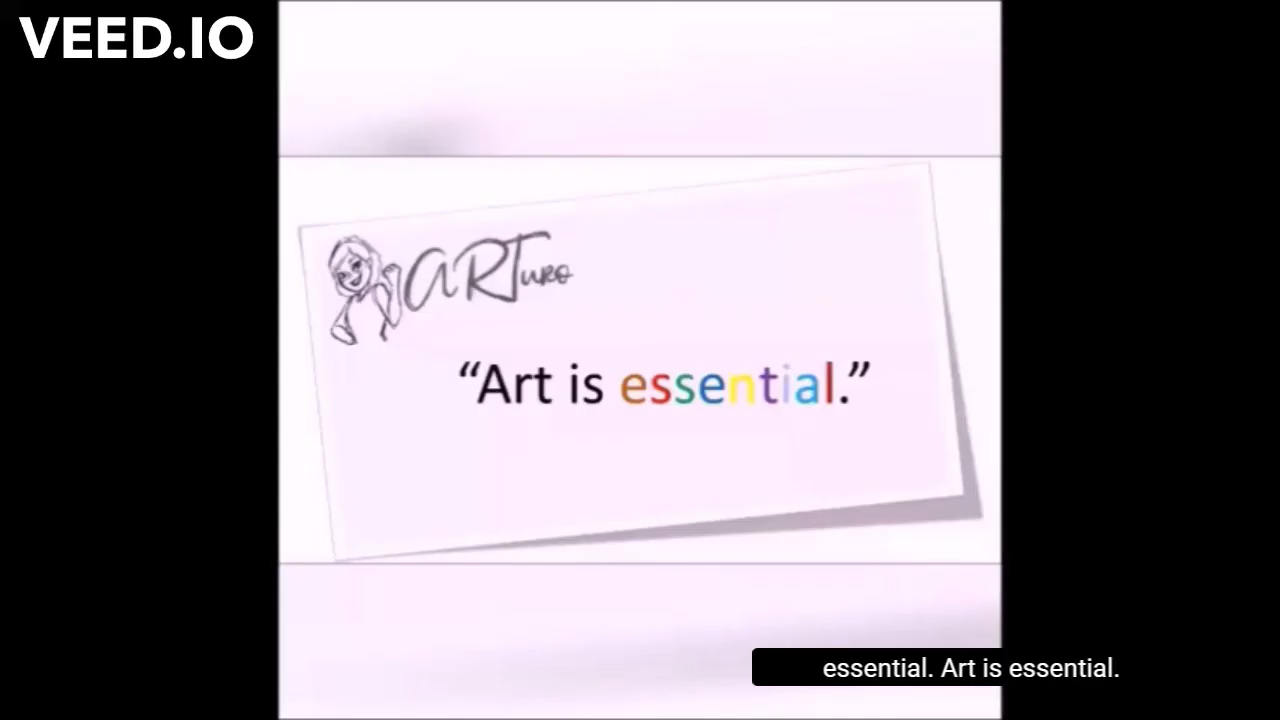 VEED.IO
ARTuro
“Art is essential.”
essential. Art is essential.